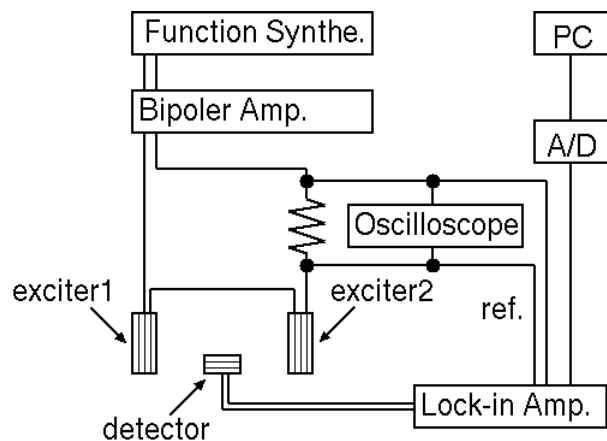 Function Synthe.
PC
Bipoler Amp.
A/D
Oscilloscope
exciter1
exciter2
ref.
Lock-in Amp.
detector